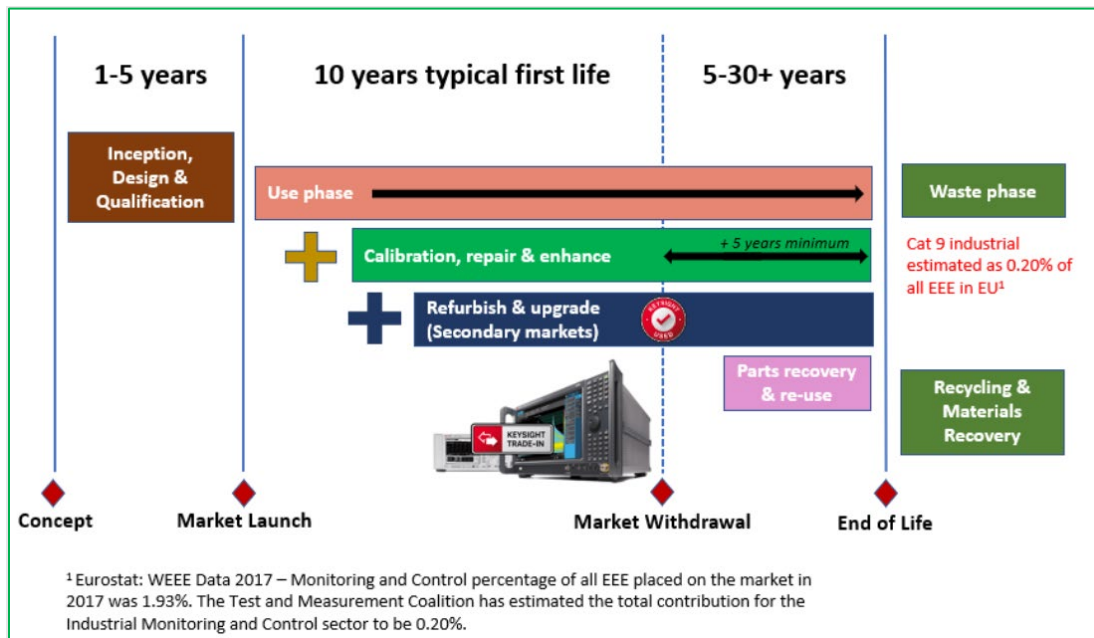 1-5 years
10 years typical first life
5-30+ years
Inception,
Design &
Qualification
Use phase
Waste phase
Calibration, repair & enhance
+ 5 years minimum
Cat 9 industrial
estimated as 0.20% of
all EEE in EU¹
Refurbish & upgrade
(Secondary markets)
KEYSIGHT
USED
Parts recovery
& re-use
Recycling &
Materials
Recovery
KEYSIGHT
TRADE-IN
Concept
Market Launch
Market Withdrawal
End of Life
¹ Eurostat: WEEE Data 2017 – Monitoring and Control percentage of all EEE placed on the market in
2017 was 1.93%. The Test and Measurement Coalition has estimated the total contribution for the
Industrial Monitoring and Control sector to be 0.20%.